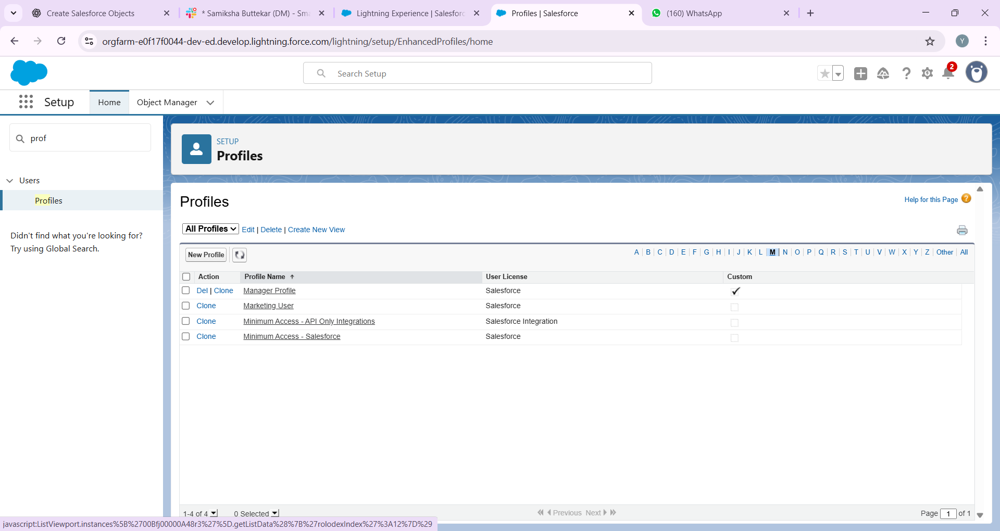 Create Salesforce Objects
* Samiksha Buttekar (DM) - Sma
Lightning Experience | Salesforc
Profiles | Salesforce
(160) WhatsApp
orgfarm-e0f17f0044-dev-ed.develop.lightning.force.com/lightning/setup/EnhancedProfiles/home
Y
Search Setup
2
Setup
Home
Object Manager
prof
Users
Profiles
Didn't find what you're looking for?
Try using Global Search.
SETUP
Profiles
Profiles
Help for this Page
All Profiles Edit | Delete | Create New View
New Profile
A | B | C | D | E | F | G | H | I | J | K | L | M | N | O | P | Q | R | S | T | U | V | W | X | Y | Z | Other | All
Action Profile Name User License Custom
Del | Clone Manager Profile Salesforce
Clone Marketing User Salesforce
Clone Minimum Access - API Only Integrations Salesforce Integration
Clone Minimum Access - Salesforce Salesforce
1-4 of 4 0 Selected Previous Next Page 1 of 1
javascript:ListViewport.instances%5B%2700Bfj00000A48r3%27%5D.getListData%28%7B%27rolodexIndex%27%3A12%7D%29